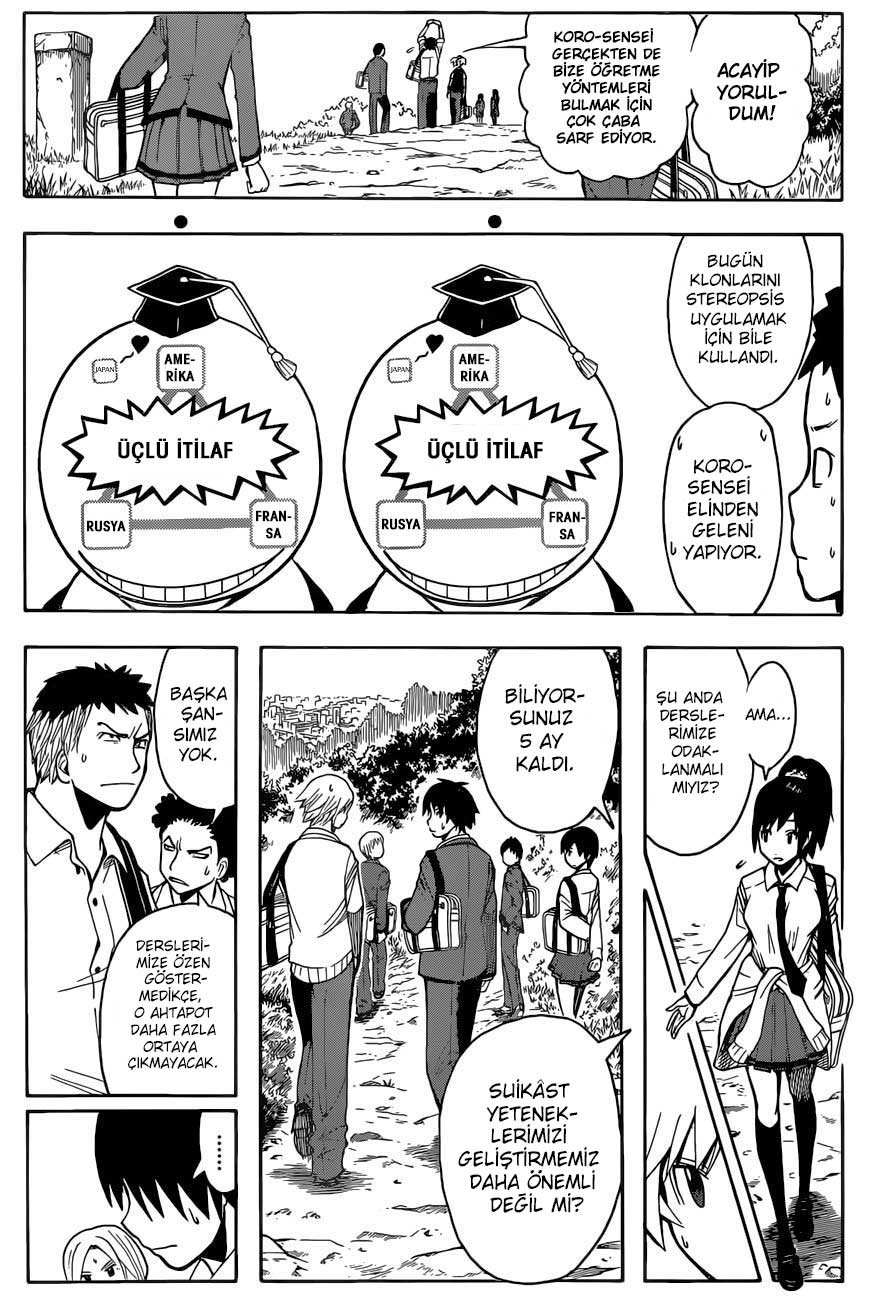 ACAYİP
YORUL-
DUM!
KORO-SENSEİ
GERÇEKTEN DE
BİZE ÖĞRETME
YÖNTEMLERİ
BULMAK İÇİN
ÇOK ÇABA
SARF EDİYOR.
BUGÜN
KLONLARINI
STEREOPSİS
UYGULAMAK
İÇİN BİLE
KULLANDI.
KORO-
SENSEİ
ELİNDEN
GELENİ
YAPIYOR.
JAPAN
AME-
RİKA
ÜÇLÜ İTİLAF
RUSYA
FRAN-
SA
JAPAN
AME-
RİKA
ÜÇLÜ İTİLAF
RUSYA
FRAN-
SA
AMA...
ŞU ANDA
DERSLE-
RİMİZE
ODAK-
LANMALI
MIYIZ?
BİLİYOR-
SUNUZ
5 AY
KALDI.
SUİKÂST
YETENEK-
LERİMİZİ
GELİŞTİRMEMİZ
DAHA ÖNEMLİ
DEĞİL Mİ?
BAŞKA
ŞAN-
SIMIZ
YOK.
DERSLERİ-
MİZE ÖZEN
GÖSTER-
MEDİKÇE,
O AHTAPOT
DAHA FAZLA
ORTAYA
ÇIKMAYACAK.
........